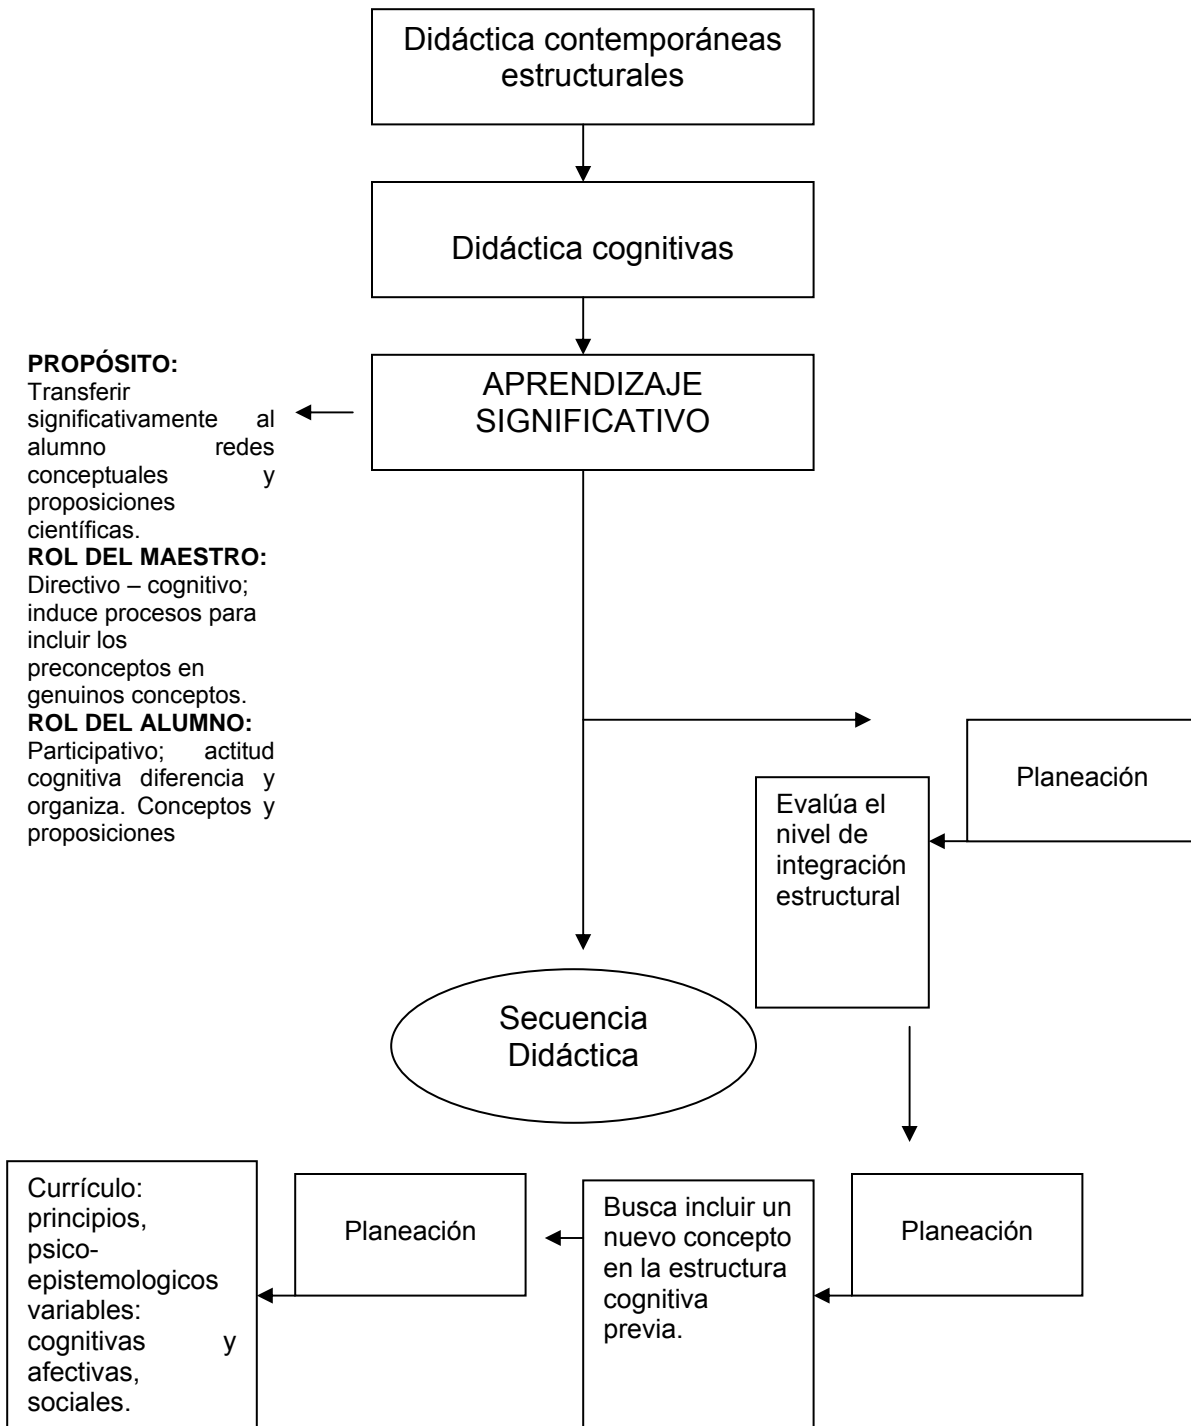 Didáctica contemporáneas
estructurales
Didáctica cognitivas
APRENDIZAJE
SIGNIFICATIVO
PROPÓSITO:
Transferir
significativamente al
alumno redes
conceptuales y
proposiciones
científicas.
ROL DEL MAESTRO:
Directivo – cognitivo;
induce procesos para
incluir los
preconceptos en
genuinos conceptos.
ROL DEL ALUMNO:
Participativo; actitud
cognitiva diferencia y
organiza. Conceptos y
proposiciones
Planeación
Evalúa el
nivel de
integración
estructural
Secuencia
Didáctica
Currículo:
principios,
psico-
epistemologicos
variables:
cognitivas y
afectivas,
sociales.
Planeación
Busca incluir un
nuevo concepto
en la estructura
cognitiva
previa.
Planeación